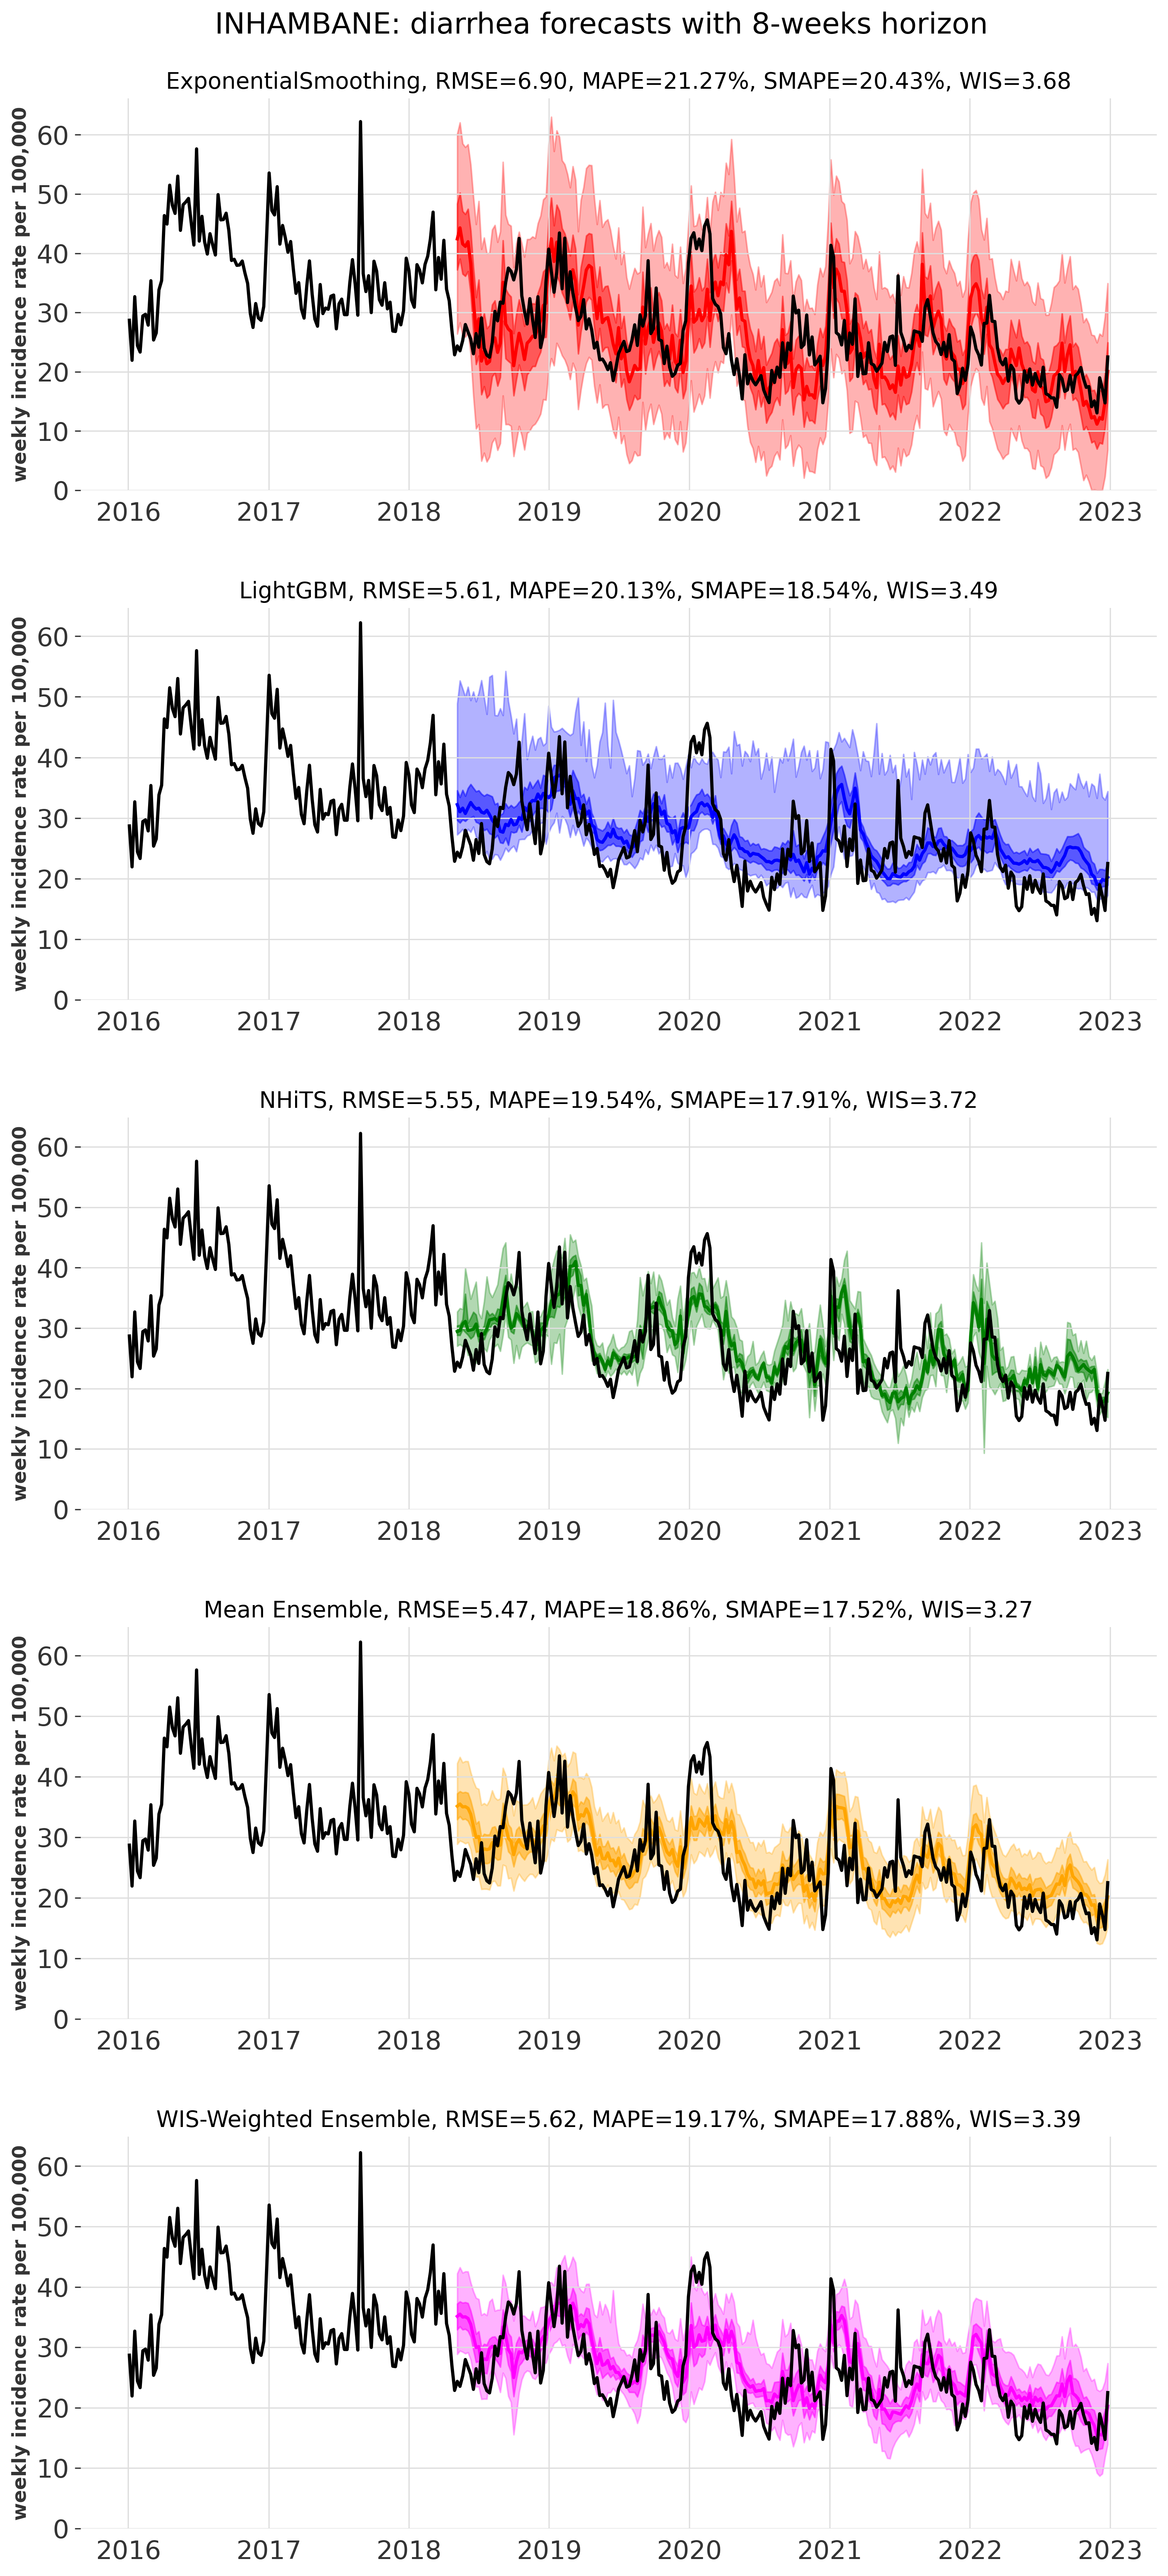 INHAMBANE: diarrhea forecasts with 8-weeks horizon
ExponentialSmoothing, RMSE=6.90, MAPE=21.27%, SMAPE=20.43%, WIS=3.68
weekly incidence rate per 100,000
60
50
40
30
20
10
0
2016 2017 2018 2019 2020 2021 2022 2023
LightGBM, RMSE=5.61, MAPE=20.13%, SMAPE=18.54%, WIS=3.49
weekly incidence rate per 100,000
60
50
40
30
20
10
0
2016 2017 2018 2019 2020 2021 2022 2023
NHiTS, RMSE=5.55, MAPE=19.54%, SMAPE=17.91%, WIS=3.72
weekly incidence rate per 100,000
60
50
40
30
20
10
0
2016 2017 2018 2019 2020 2021 2022 2023
Mean Ensemble, RMSE=5.47, MAPE=18.86%, SMAPE=17.52%, WIS=3.27
weekly incidence rate per 100,000
60
50
40
30
20
10
0
2016 2017 2018 2019 2020 2021 2022 2023
WIS-Weighted Ensemble, RMSE=5.62, MAPE=19.17%, SMAPE=17.88%, WIS=3.39
weekly incidence rate per 100,000
60
50
40
30
20
10
0
2016 2017 2018 2019 2020 2021 2022 2023